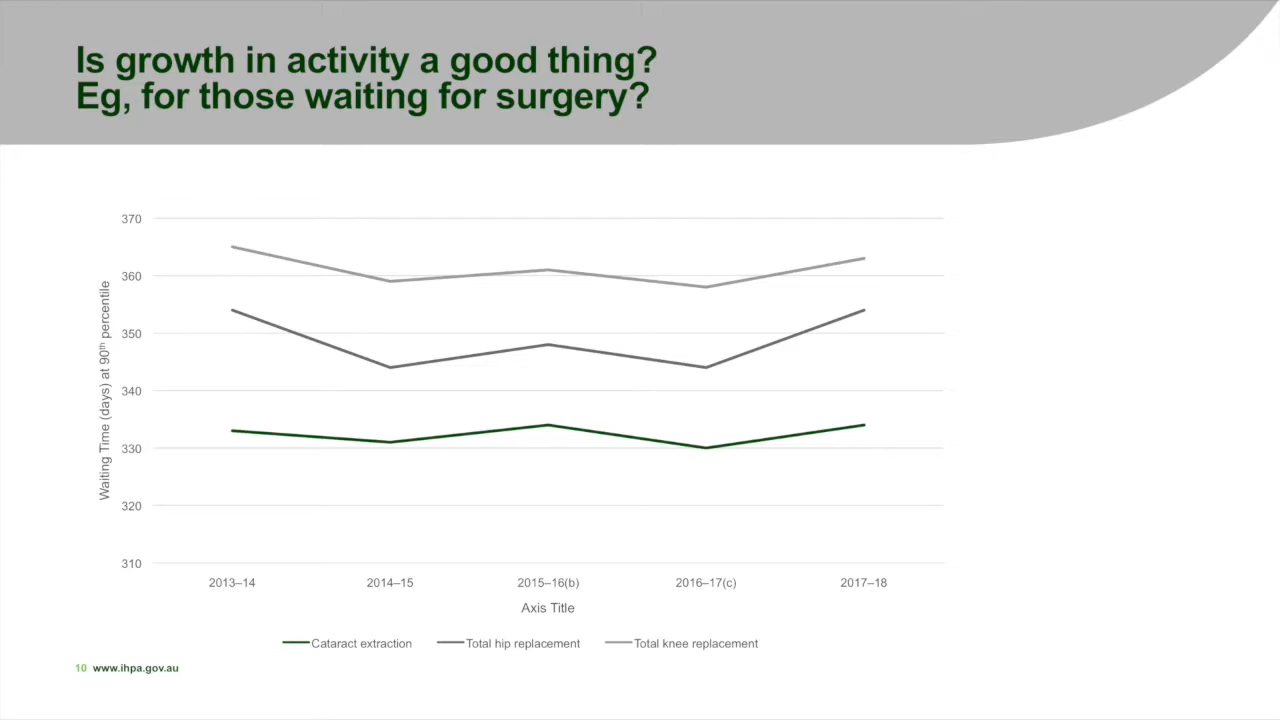 Is growth in activity a good thing?
Eg, for those waiting for surgery?
370
360
350
340
330
320
310
Waiting Time (days) at 90th percentile
2013–14
2014–15
2015–16(b)
2016–17(c)
2017–18
Axis Title
Cataract extraction
Total hip replacement
Total knee replacement
10 www.ihpa.gov.au